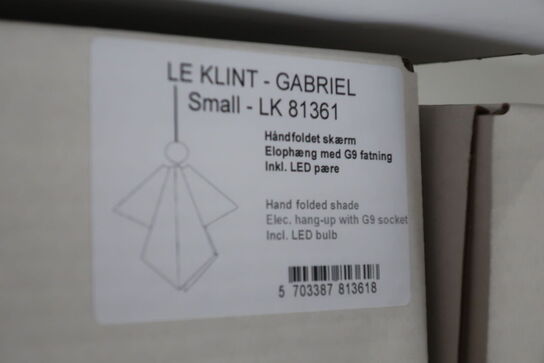 LE KLINT - GABRIEL
Small - LK 81361
Håndfoldet skærm
Elophæng med G9 fatning
Inkl. LED pære
Hand folded shade
Elec. hang-up with G9 socket
Incl. LED bulb
5 703387 813618